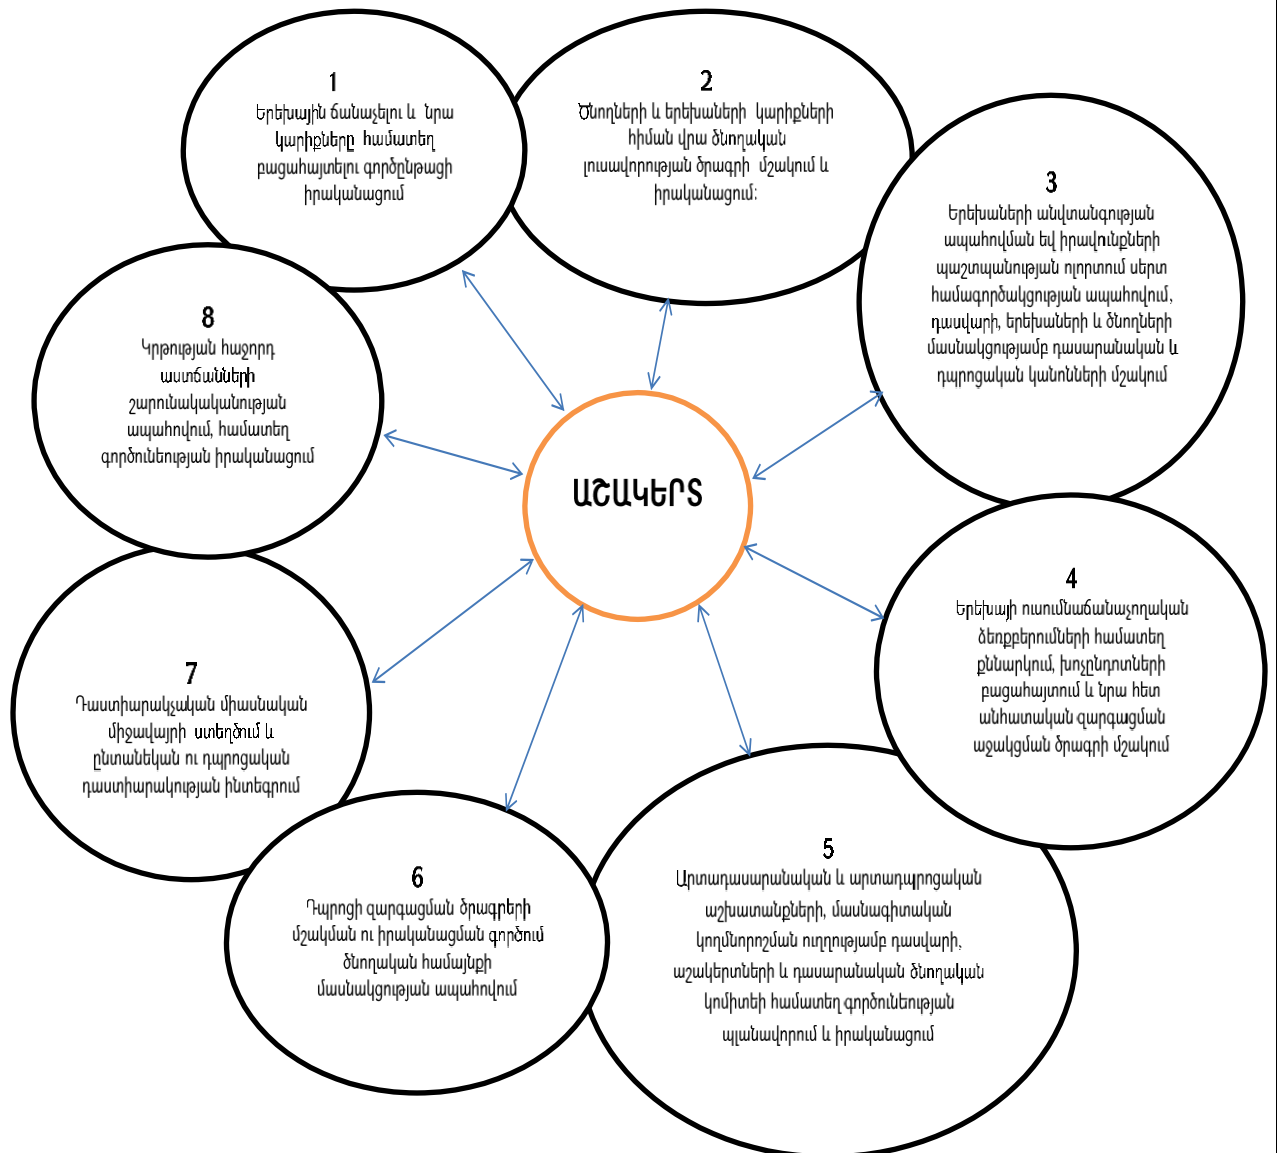 1
Երեխային ճանաչելու և նրա
կարիքները համատեղ
բացահայտելու գործընթացի
իրականացում
2
Ծնողների և երեխաների կարիքների
հիման վրա ծնողական
լուսավորության ծրագրի մշակում և
իրականացում:
3
Երեխաների անվտանգության
ապահովման եվ իրավունքների
պաշտպանության ոլորտում սերտ
համագործակցության ապահովում,
դասվարի, երեխաների և ծնողների
մասնակցությամբ դասարանական և
դպրոցական կանոնների մշակում
8
Կրթության հաջորդ
աստճանների
շարունակականության
ապահովում, համատեղ
գործունեության իրականացում
ԱՇԱԿԵՐՏ
4
Երեխայի ուսումնաճանաչողական
ձեռքբերումների համատեղ
քննարկում, խոչընդոտների
բացահայտում և նրա հետ
անհատական զարգացման
աջակցման ծրագրի մշակում
7
Դաստիարակչական միասնական
միջավայրի ստեղծում և
ընտանեկան ու դպրոցական
դաստիարակության ինտեգրում
5
Արտադասարանական և արտադպրոցական
աշխատանքների, մասնագիտական
կողմնորոշման ուղղությամբ դասվարի,
աշակերտների և դասարանական ծնողական
կոմիտեի համատեղ գործունեության
պլանավորում և իրականացում
6
Դպրոցի զարգացման ծրագրերի
մշակման ու իրականացման գործում
ծնողական համայնքի
մասնակցության ապահովում